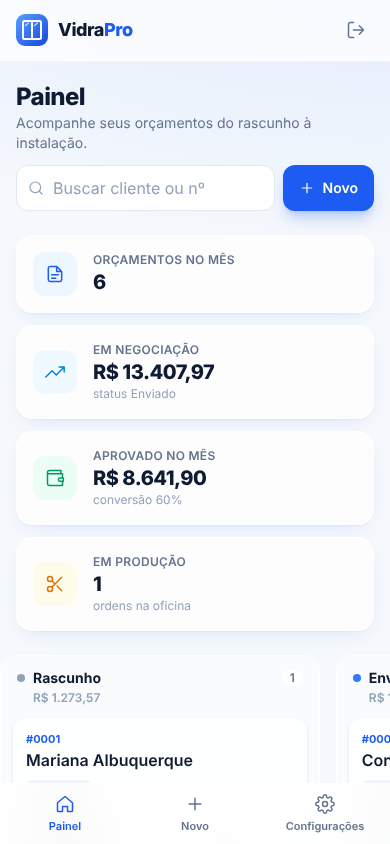 VidraPro
Painel
Acompanhe seus orçamentos do rascunho à
instalação.
Buscar cliente ou nº
Novo
ORÇAMENTOS NO MÊS
6
EM NEGOCIAÇÃO
R$ 13.407,97
status Enviado
APROVADO NO MÊS
R$ 8.641,90
conversão 60%
EM PRODUÇÃO
1
ordens na oficina
Rascunho 1
R$ 1.273,57
#0001
Mariana Albuquerque
Painel
Novo
Configurações